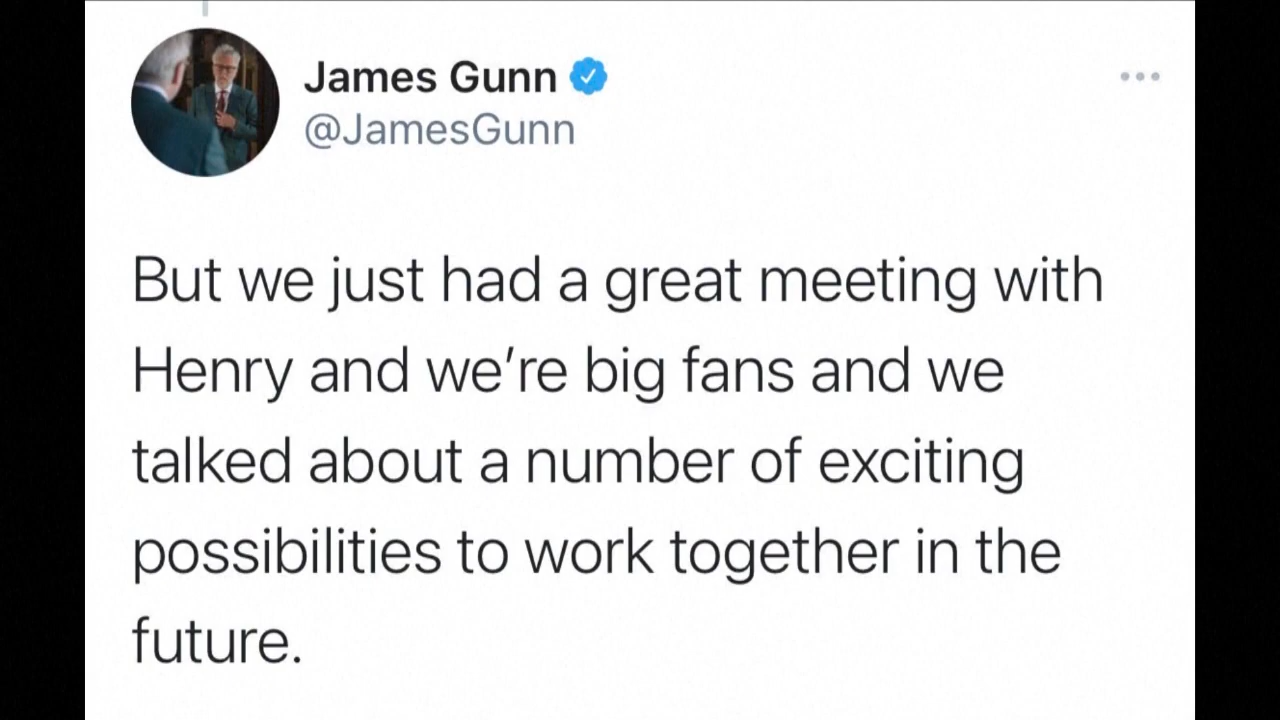 James Gunn
@JamesGunn
But we just had a great meeting with
Henry and we’re big fans and we
talked about a number of exciting
possibilities to work together in the
future.